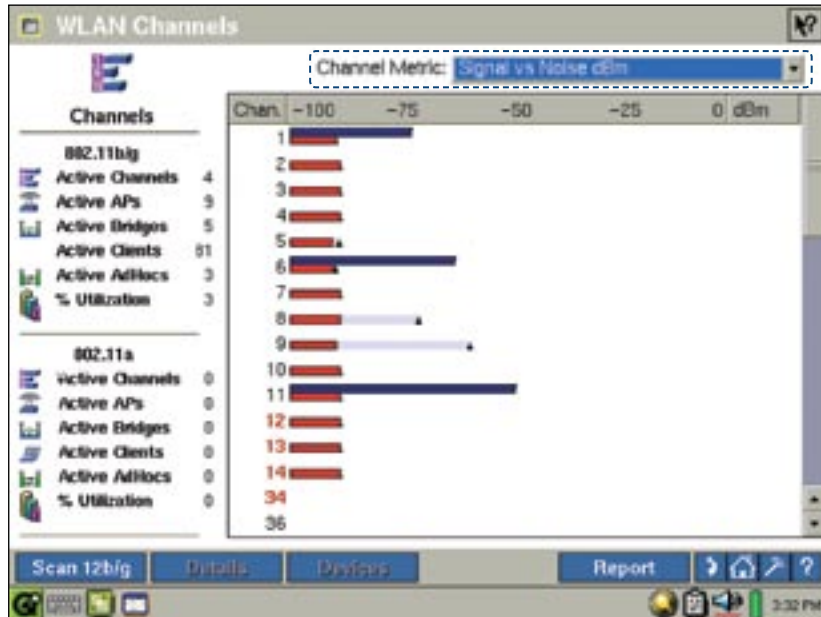 WLAN Channels
Channel Metric: Signal vs Noise dBm
Channels
802.11b/g
Active Channels 4
Active APs 9
Active Bridges 5
Active Clients 61
Active AdHocs 3
% Utilization 3
802.11a
Active Channels 0
Active APs 0
Active Bridges 0
Active Clients 0
Active AdHocs 0
% Utilization 0
Chan. -100 -75 -50 -25 0 dBm
1
2
3
4
5
6
7
8
9
10
11
12
13
14
34
36
Scan 12b/g Details Devices Report ?
3:32 PM